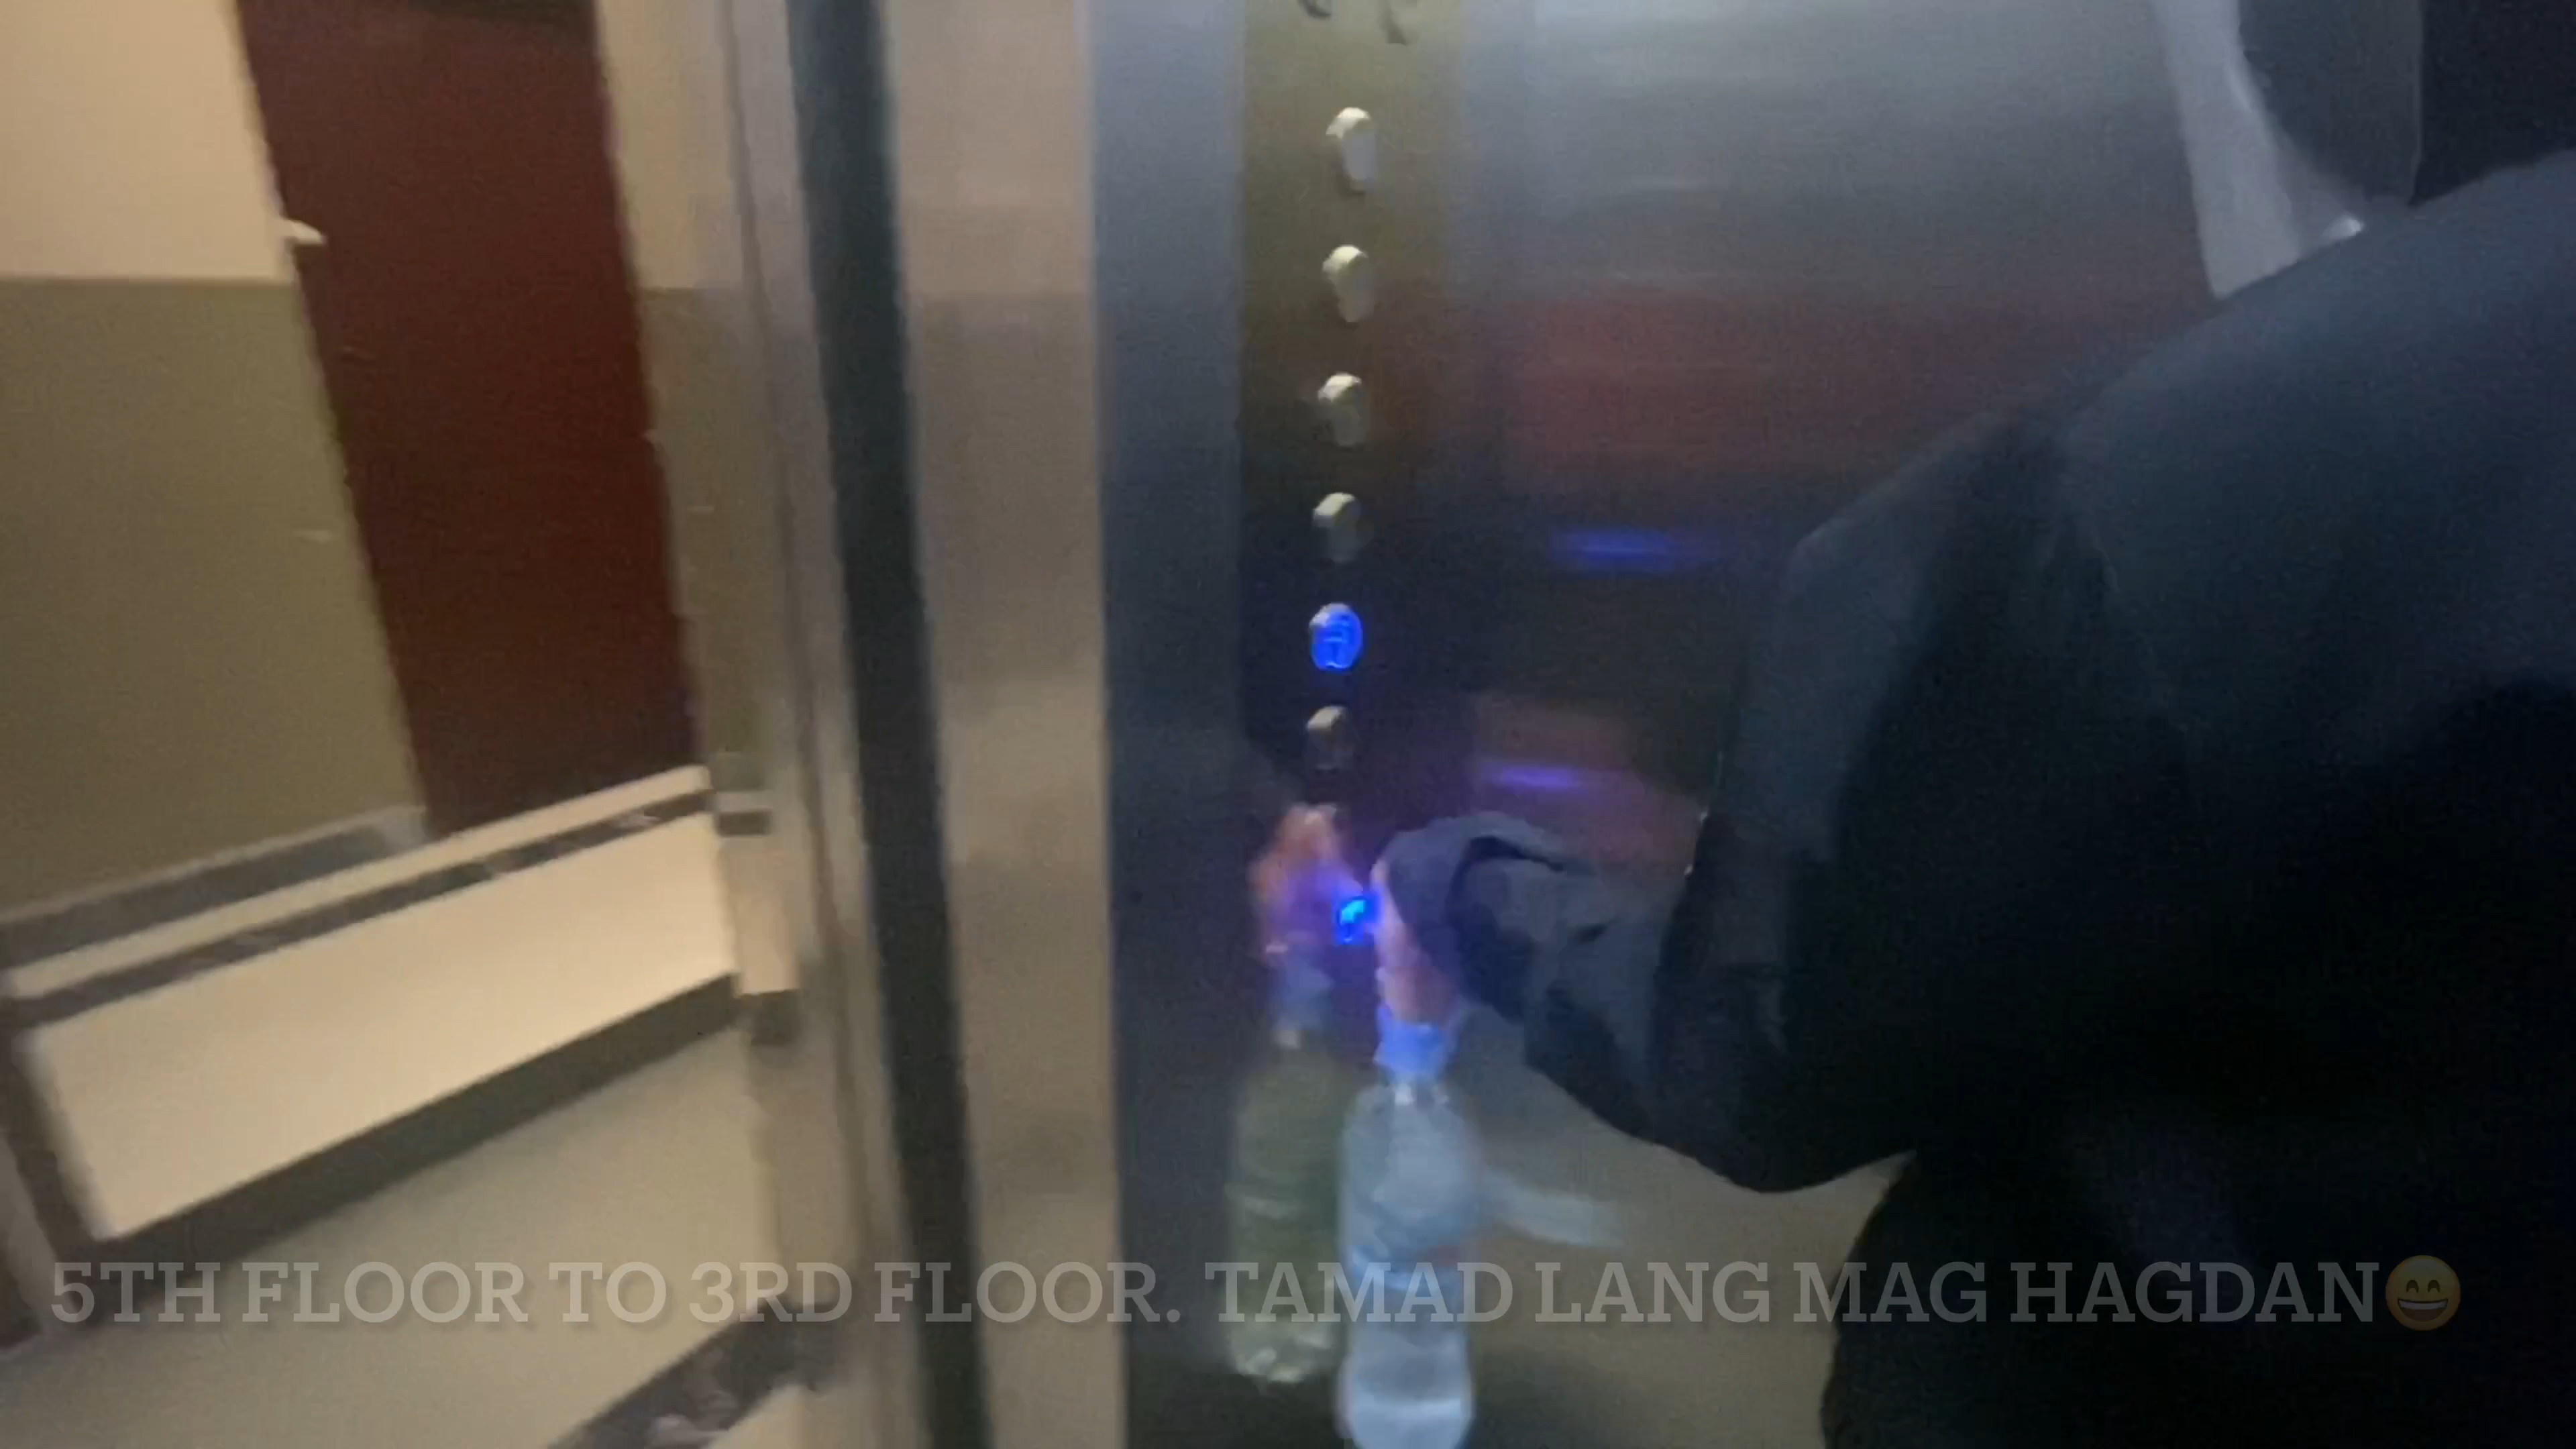 5TH FLOOR TO 3RD FLOOR. TAMAD LANG MAG HAGDAN😄